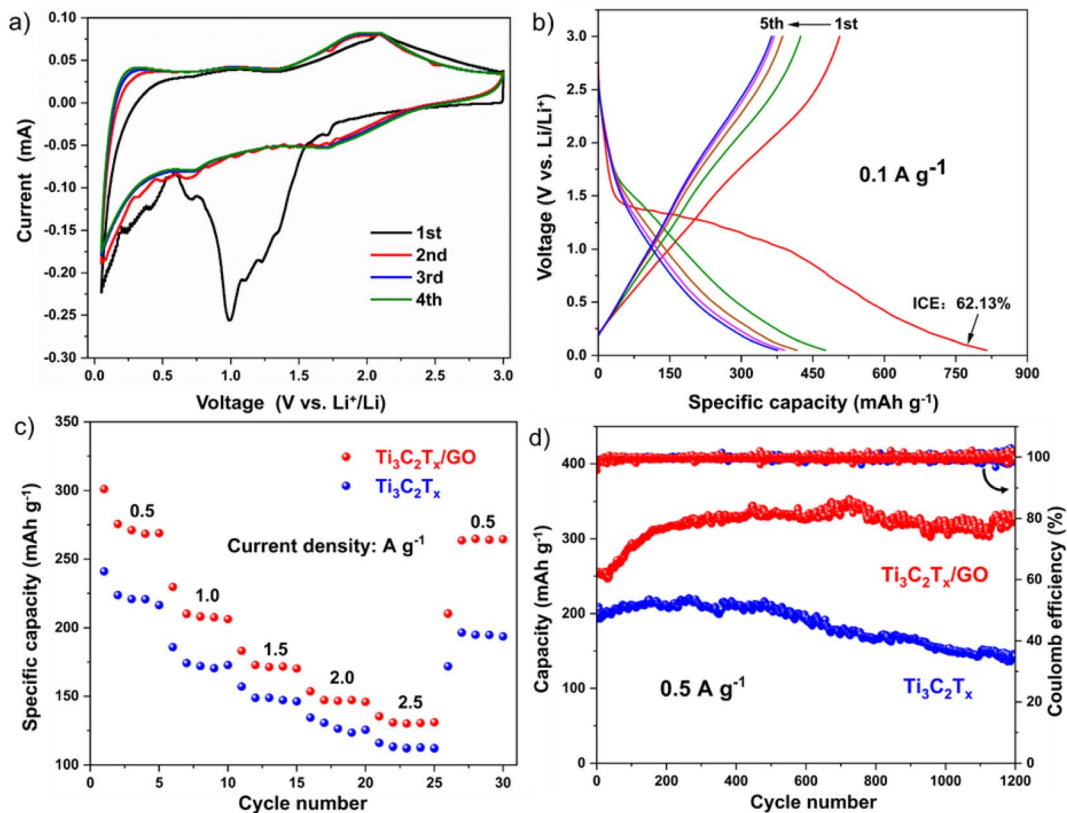 a)
0.10
0.05
0.00
-0.05
-0.10
-0.15
-0.20
-0.25
-0.30
Current (mA)
1st
2nd
3rd
4th
0.0 0.5 1.0 1.5 2.0 2.5 3.0
Voltage (V vs. Li⁺/Li)
b)
5th 1st
3.0
2.5
2.0
1.5
1.0
0.5
0.0
Voltage (V vs. Li/Li⁺)
0.1 A g⁻¹
ICE: 62.13%
0 150 300 450 600 750 900
Specific capacity (mAh g⁻¹)
c)
350
300
250
200
150
100
Specific capacity (mAh g⁻¹)
Ti₃C₂Tₓ/GO
Ti₃C₂Tₓ
Current density: A g⁻¹
0.5
1.0
1.5
2.0
2.5
0.5
0 5 10 15 20 25 30
Cycle number
d)
400
300
200
100
0
Capacity (mAh g⁻¹)
Ti₃C₂Tₓ/GO
Ti₃C₂Tₓ
0.5 A g⁻¹
100
80
60
40
20
0
Coulomb efficiency (%)
0 200 400 600 800 1000 1200
Cycle number